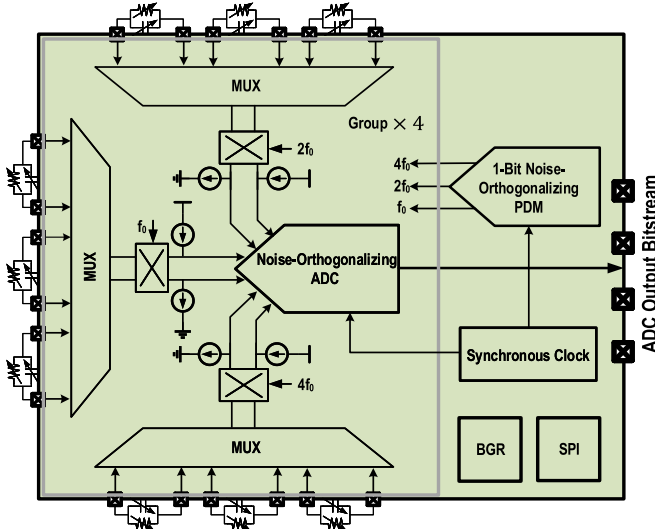 MUX
Group × 4
2f₀
4f₀
2f₀
f₀
1-Bit Noise-
Orthogonalizing
PDM
f₀
MUX
Noise-Orthogonalizing
ADC
ADC Output Bitstream
Synchronous Clock
4f₀
MUX
BGR
SPI